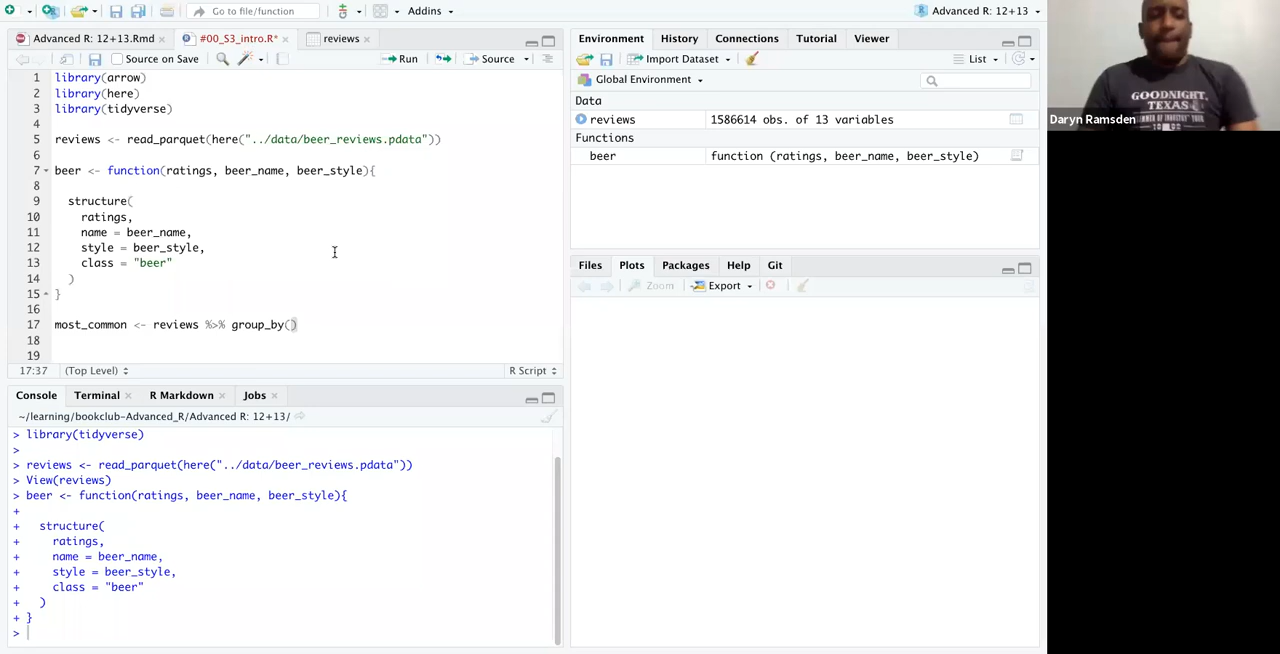 Go to file/function
Addins
Advanced R: 12+13
Advanced R: 12+13.Rmd
#00_S3_intro.R*
reviews
Source on Save
Run
Source
1 library(arrow)
2 library(here)
3 library(tidyverse)
4
5 reviews <- read_parquet(here("../data/beer_reviews.pdata"))
6
7 beer <- function(ratings, beer_name, beer_style){
8
9 structure(
10 ratings,
11 name = beer_name,
12 style = beer_style,
13 class = "beer"
14 )
15 }
16
17 most_common <- reviews %>% group_by()
18
19
17:37 (Top Level) R Script
Console Terminal R Markdown Jobs
~/learning/bookclub-Advanced_R/Advanced R: 12+13/
> library(tidyverse)
>
> reviews <- read_parquet(here("../data/beer_reviews.pdata"))
> View(reviews)
> beer <- function(ratings, beer_name, beer_style){
+
+ structure(
+ ratings,
+ name = beer_name,
+ style = beer_style,
+ class = "beer"
+ )
+ }
>
Environment History Connections Tutorial Viewer
Import Dataset List
Global Environment
Data
reviews 1586614 obs. of 13 variables
Functions
beer function (ratings, beer_name, beer_style)
Files Plots Packages Help Git
Zoom Export
GOODNIGHT,
TEXAS
Daryn Ramsden